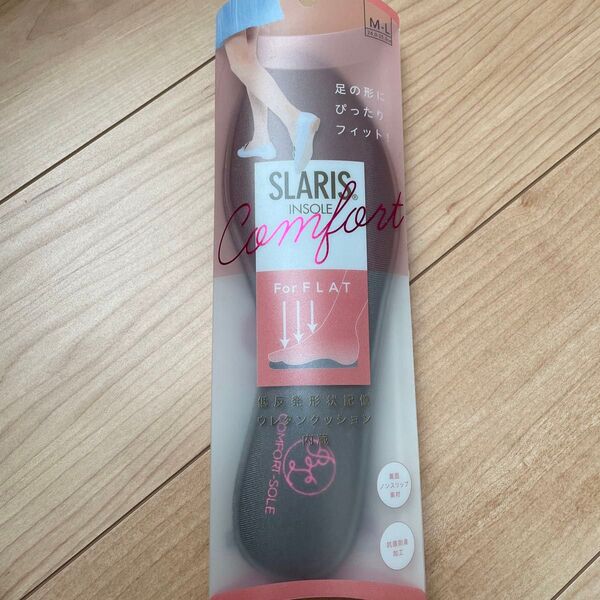 M-L
足の形に
ぴったり
フィット!
SLARIS®
INSOLE
Comfort
For FLAT
低反発形状記憶
ウレタンクッション
内蔵
COMFORT-SOLE
裏面
ノンスリップ
素材
抗菌防臭
加工